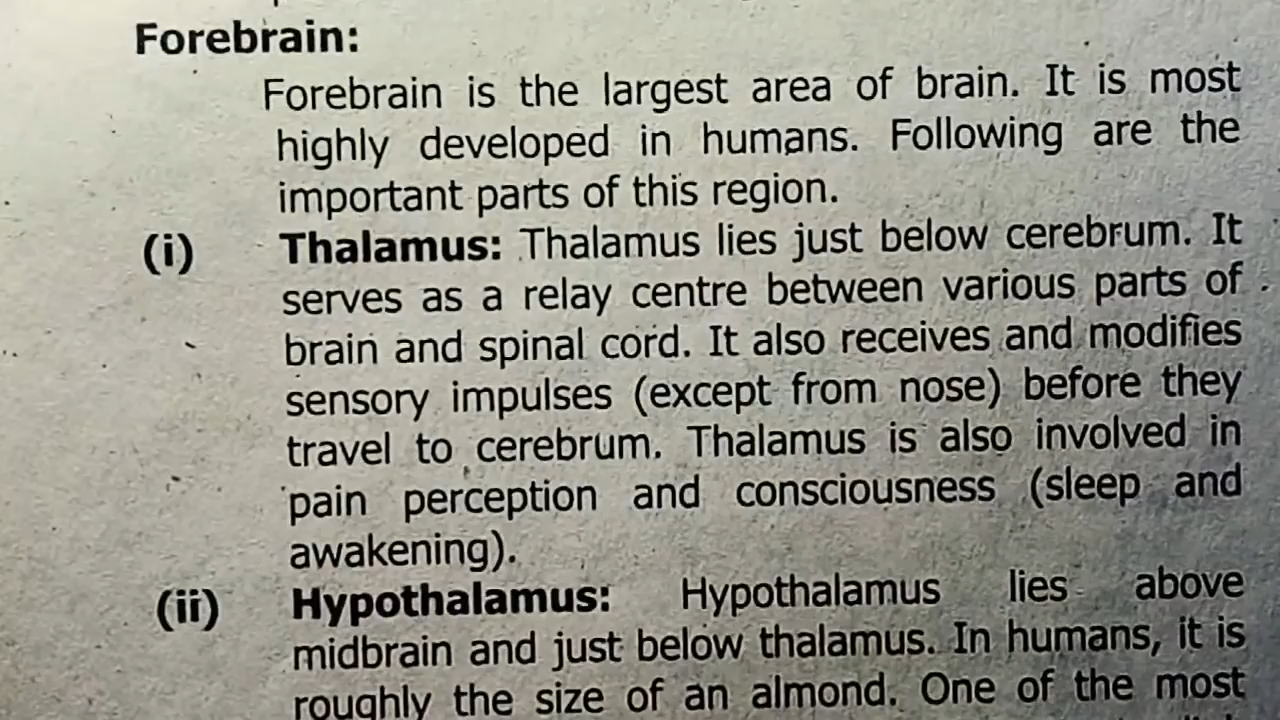 Forebrain:
Forebrain is the largest area of brain. It is most
highly developed in humans. Following are the
important parts of this region.
(i) Thalamus: Thalamus lies just below cerebrum. It
serves as a relay centre between various parts of
brain and spinal cord. It also receives and modifies
sensory impulses (except from nose) before they
travel to cerebrum. Thalamus is also involved in
pain perception and consciousness (sleep and
awakening).
(ii) Hypothalamus: Hypothalamus lies above
midbrain and just below thalamus. In humans, it is
roughly the size of an almond. One of the most